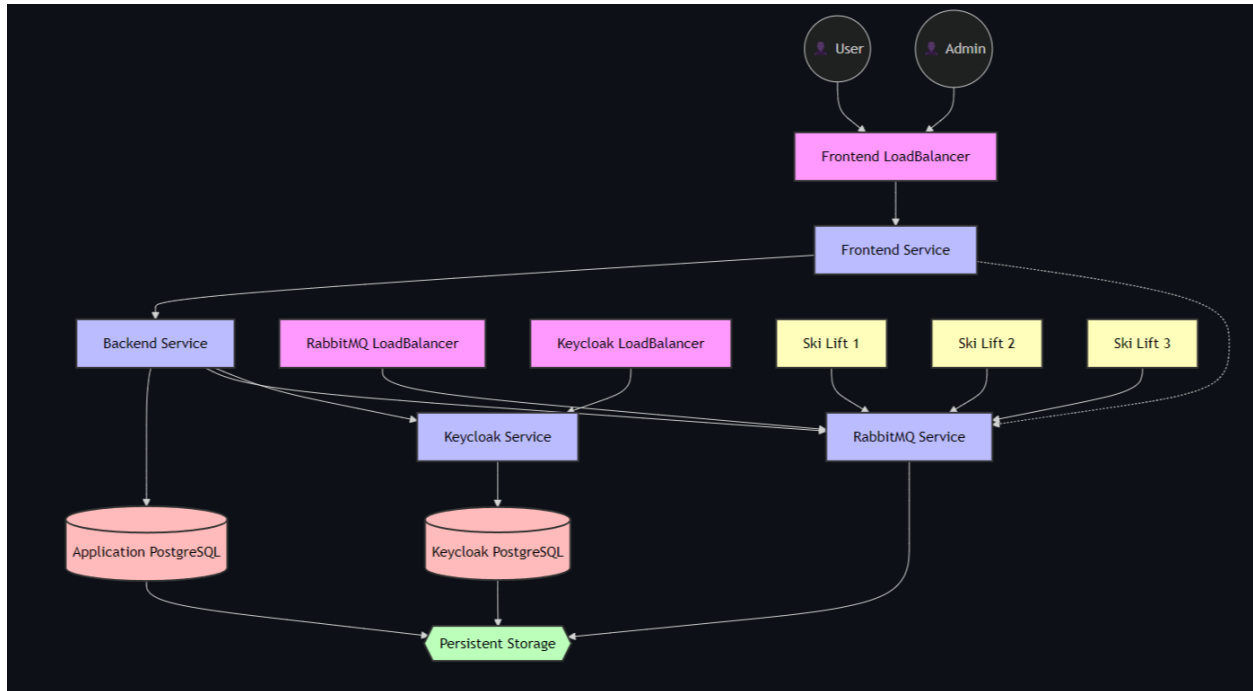 User
Admin
Frontend LoadBalancer
Frontend Service
Backend Service
RabbitMQ LoadBalancer
Keycloak LoadBalancer
Ski Lift 1
Ski Lift 2
Ski Lift 3
Keycloak Service
RabbitMQ Service
Application PostgreSQL
Keycloak PostgreSQL
Persistent Storage